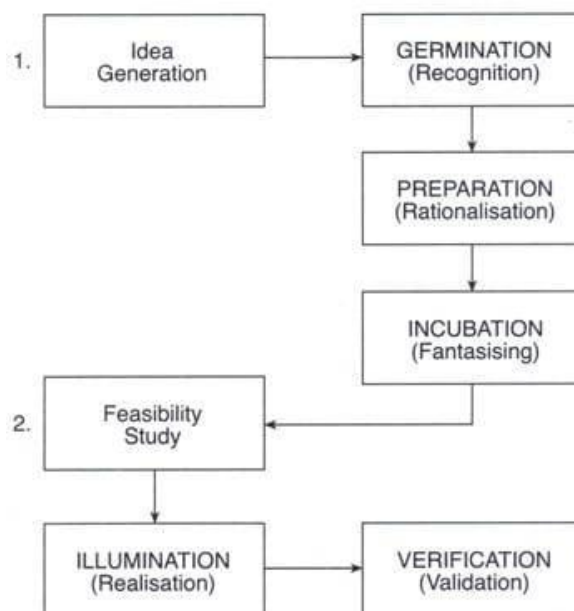 1.
Idea
Generation
GERMINATION
(Recognition)
PREPARATION
(Rationalisation)
INCUBATION
(Fantasising)
2.
Feasibility
Study
ILLUMINATION
(Realisation)
VERIFICATION
(Validation)